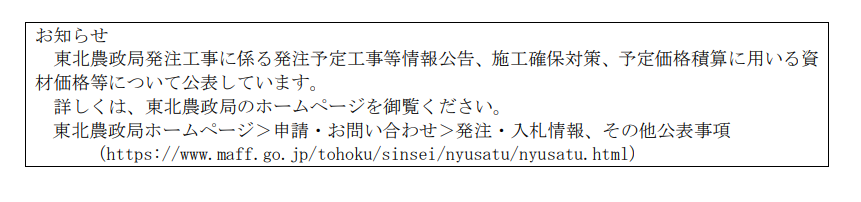 お知らせ
東北農政局発注工事に係る発注予定工事等情報公告、施工確保対策、予定価格積算に用いる資
材価格等について公表しています。
詳しくは、東北農政局のホームページを御覧ください。
東北農政局ホームページ＞申請・お問い合わせ＞発注・入札情報、その他公表事項
(https://www.maff.go.jp/tohoku/sinsei/nyusatu/nyusatu.html)